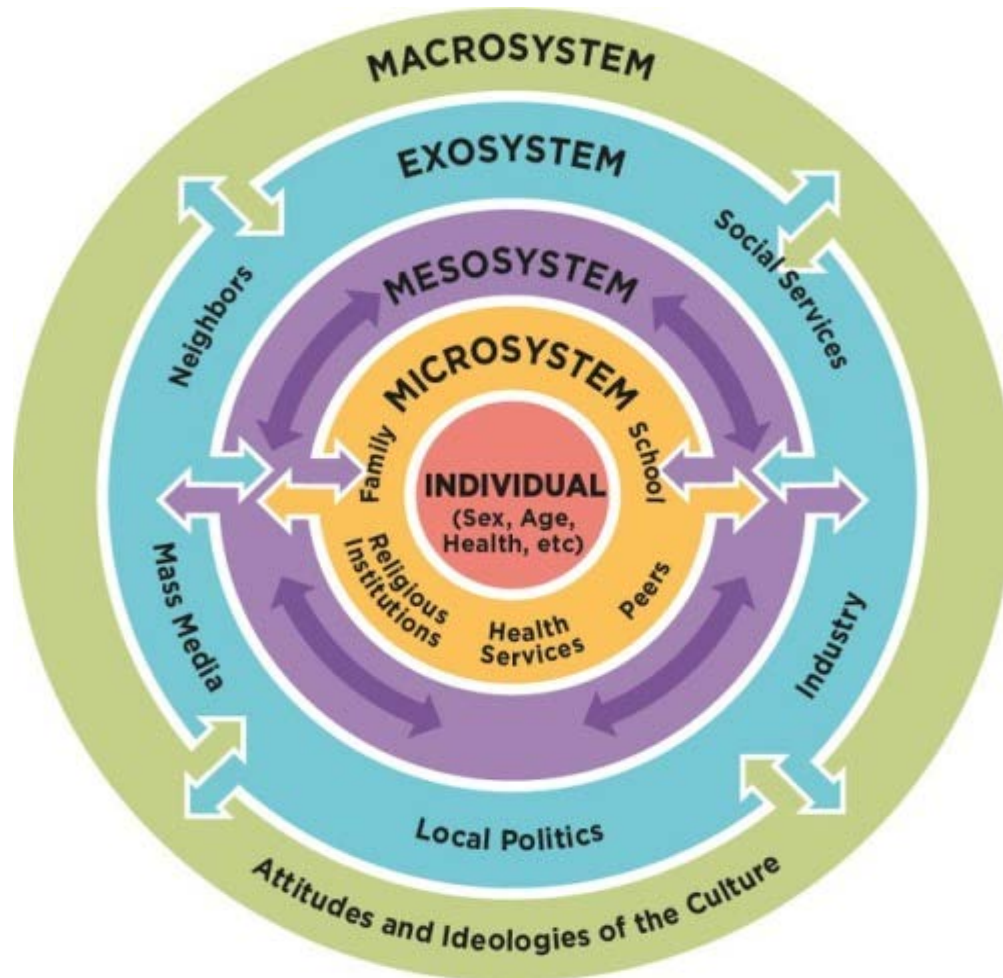 MACROSYSTEM
EXOSYSTEM
MESOSYSTEM
MICROSYSTEM
INDIVIDUAL
(Sex, Age,
Health, etc)
Family
School
Religious
Institutions
Health
Services
Peers
Neighbors
Social Services
Mass Media
Industry
Local Politics
Attitudes and Ideologies of the Culture